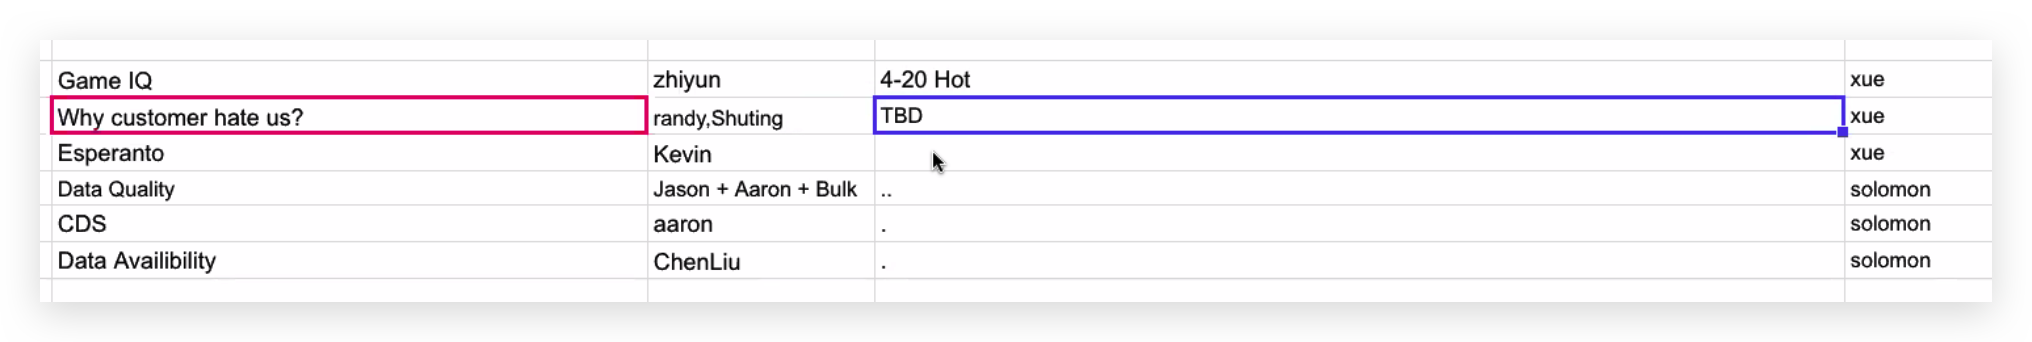 Game IQ zhiyun 4-20 Hot xue
Why customer hate us? randy,Shuting TBD xue
Esperanto Kevin xue
Data Quality Jason + Aaron + Bulk .. solomon
CDS aaron . solomon
Data Availibility ChenLiu . solomon